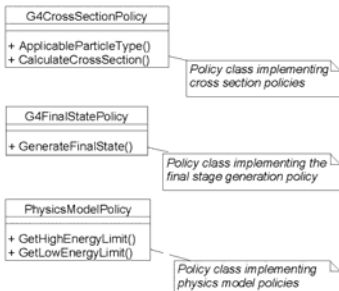 G4CrossSectionPolicy
+ ApplicableParticleType()
+ CalculateCrossSection()
Policy class implementing
cross section policies
G4FinalStatePolicy
+ GenerateFinalState()
Policy class implementing the
final stage generation policy
PhysicsModelPolicy
+ GetHighEnergyLimit()
+ GetLowEnergyLimit()
Policy class implementing
physics model policies